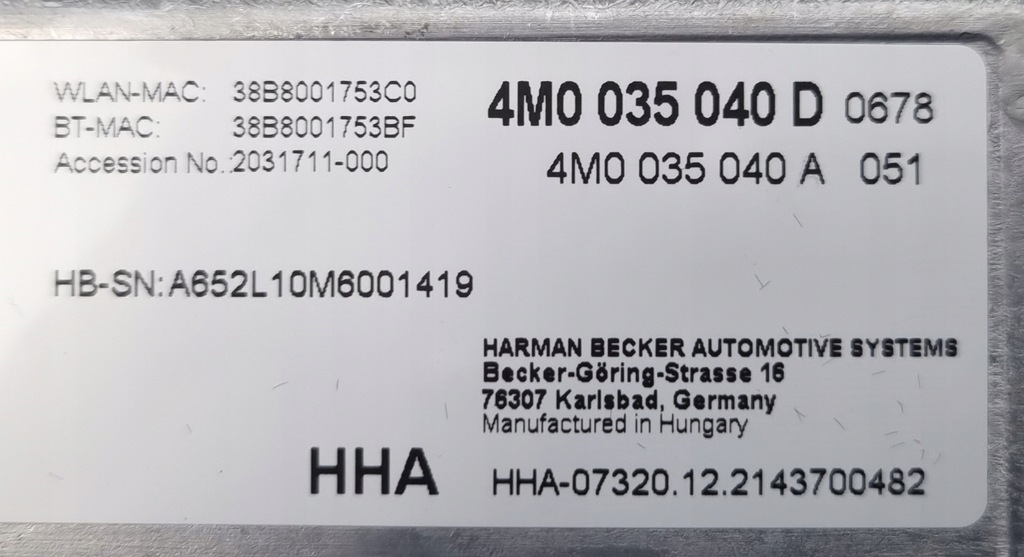 WLAN-MAC: 38B8001753C0
BT-MAC: 38B8001753BF
Accession No.:2031711-000
4M0 035 040 D 0678
4M0 035 040 A 051
HB-SN:A652L10M6001419
HARMAN BECKER AUTOMOTIVE SYSTEMS
Becker-Göring-Strasse 16
76307 Karlsbad, Germany
Manufactured in Hungary
HHA
HHA-07320.12.2143700482